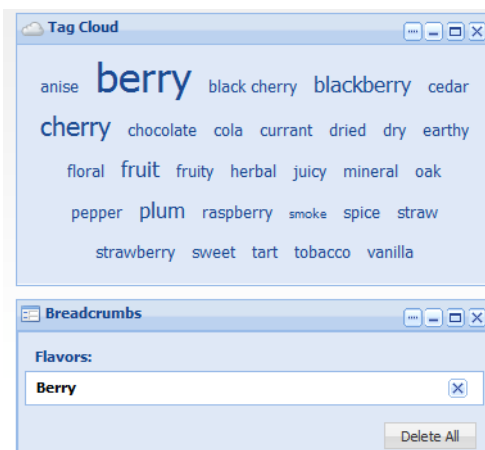 Tag Cloud
anise berry black cherry blackberry cedar
cherry chocolate cola currant dried dry earthy
floral fruit fruity herbal juicy mineral oak
pepper plum raspberry smoke spice straw
strawberry sweet tart tobacco vanilla
Breadcrumbs
Flavors:
Berry
Delete All